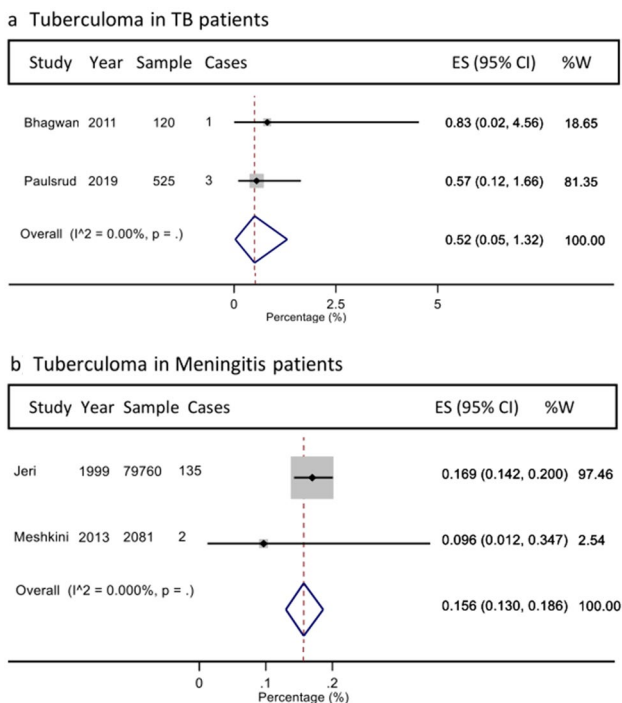 a Tuberculoma in TB patients
Study Year Sample Cases ES (95% CI) %W
Bhagwan 2011 120 1 0.83 (0.02, 4.56) 18.65
Paulsrud 2019 525 3 0.57 (0.12, 1.66) 81.35
Overall (I^2 = 0.00%, p = .) 0.52 (0.05, 1.32) 100.00
0 2.5 5
Percentage (%)
b Tuberculoma in Meningitis patients
Study Year Sample Cases ES (95% CI) %W
Jeri 1999 79760 135 0.169 (0.142, 0.200) 97.46
Meshkini 2013 2081 2 0.096 (0.012, 0.347) 2.54
Overall (I^2 = 0.000%, p = .) 0.156 (0.130, 0.186) 100.00
0 .1 .2
Percentage (%)